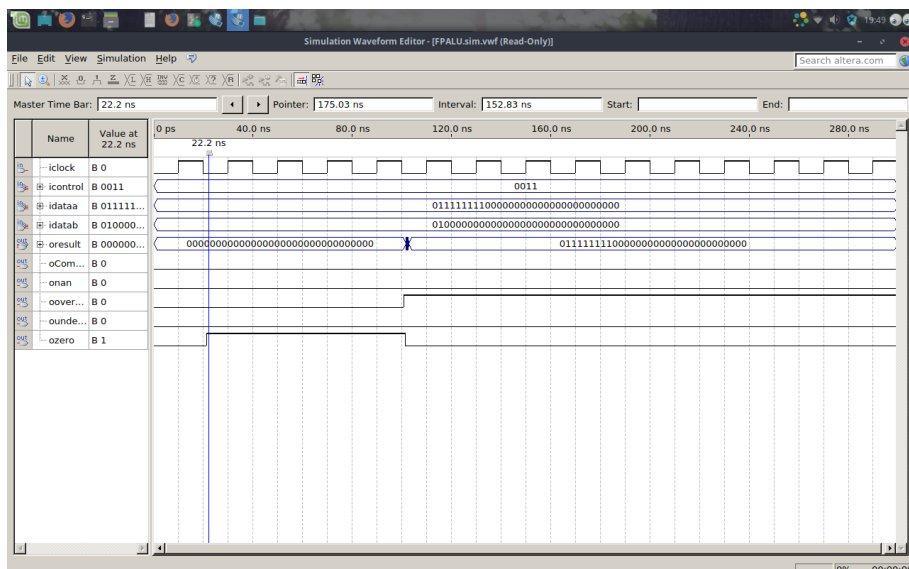 19:49
Simulation Waveform Editor - [FPALU.sim.vwf (Read-Only)]
File Edit View Simulation Help
Search altera.com
Master Time Bar: 22.2 ns Pointer: 175.03 ns Interval: 152.83 ns Start: End:
Name Value at 22.2 ns 0 ps 40.0 ns 80.0 ns 120.0 ns 160.0 ns 200.0 ns 240.0 ns 280.0 ns
22.2 ns
iclock B 0
icontrol B 0011 0011
idataa B 011111... 01111111100000000000000000000000
idatab B 010000... 01000000000000000000000000000000
oresult B 000000... 00000000000000000000000000000000 01111111100000000000000000000000
oCom... B 0
onan B 0
oover... B 0
ounde... B 0
ozero B 1
0% 00:00:0